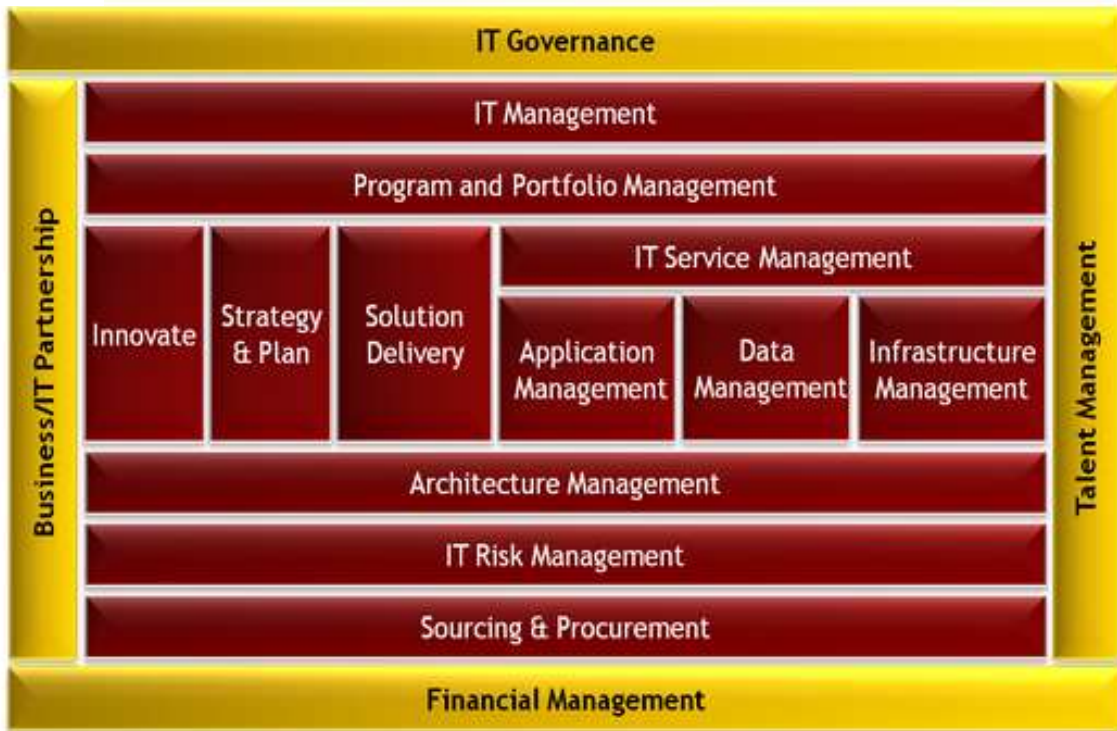 IT Governance
Business/IT Partnership
IT Management
Program and Portfolio Management
Innovate
Strategy
& Plan
Solution
Delivery
IT Service Management
Application
Management
Data
Management
Infrastructure
Management
Architecture Management
IT Risk Management
Sourcing & Procurement
Talent Management
Financial Management